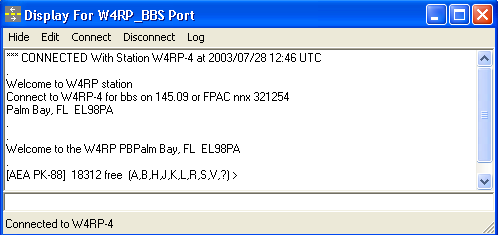 Display For W4RP_BBS Port
Hide Edit Connect Disconnect Log
*** CONNECTED With Station W4RP-4 at 2003/07/28 12:46 UTC
.
Welcome to W4RP station
Connect to W4RP-4 for bbs on 145.09 or FPAC nnx 321254
Palm Bay, FL EL98PA
.
.
Welcome to the W4RP PBPalm Bay, FL EL98PA
.
[AEA PK-88] 18312 free (A,B,H,J,K,L,R,S,V,?) >
Connected to W4RP-4